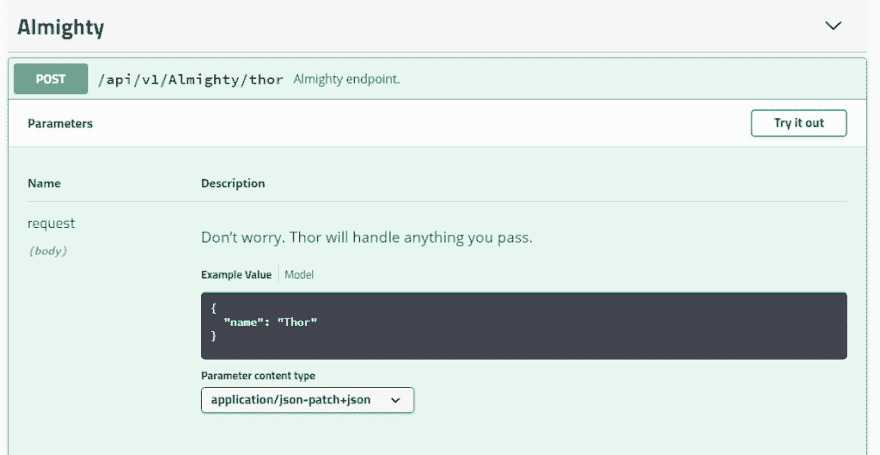 Almighty
POST /api/v1/Almighty/thor Almighty endpoint.
Parameters Try it out
Name Description
request
(body)
Don't worry. Thor will handle anything you pass.
Example Value Model
{
"name": "Thor"
}
Parameter content type
application/json-patch+json